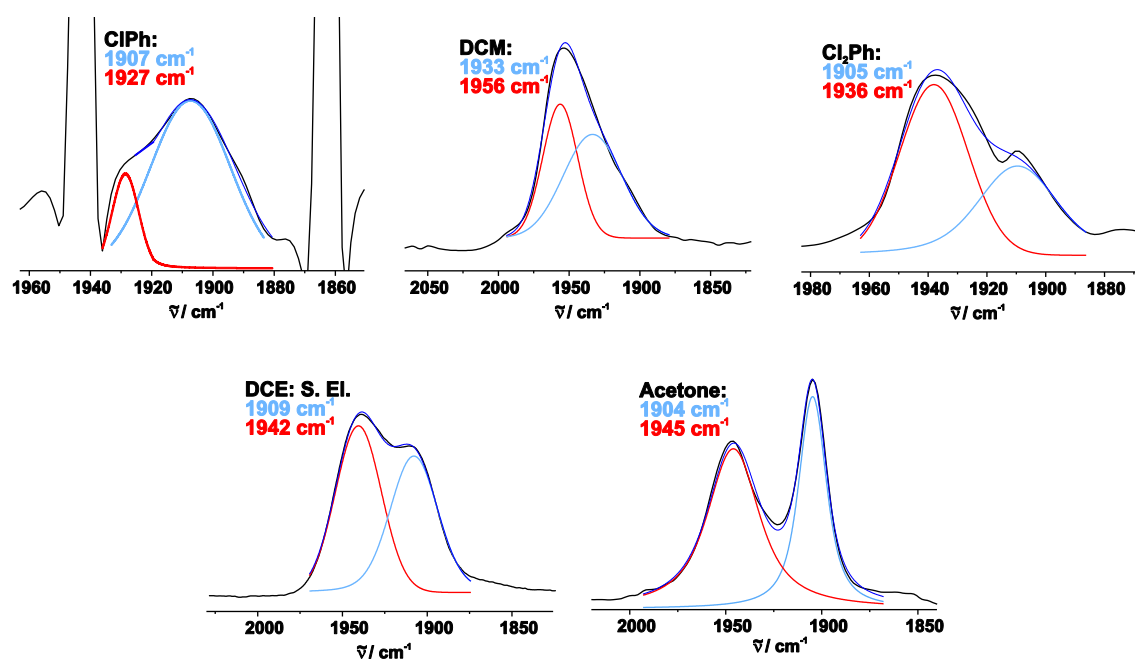 ClPh:
1907 cm⁻¹
1927 cm⁻¹
1960 1940 1920 1900 1880 1860
ṽ / cm⁻¹
DCM:
1933 cm⁻¹
1956 cm⁻¹
2050 2000 1950 1900 1850
ṽ / cm⁻¹
Cl₂Ph:
1905 cm⁻¹
1936 cm⁻¹
1980 1960 1940 1920 1900 1880
ṽ / cm⁻¹
DCE: S. El.
1909 cm⁻¹
1942 cm⁻¹
2000 1950 1900 1850
ṽ / cm⁻¹
Acetone:
1904 cm⁻¹
1945 cm⁻¹
2000 1950 1900 1850
ṽ / cm⁻¹